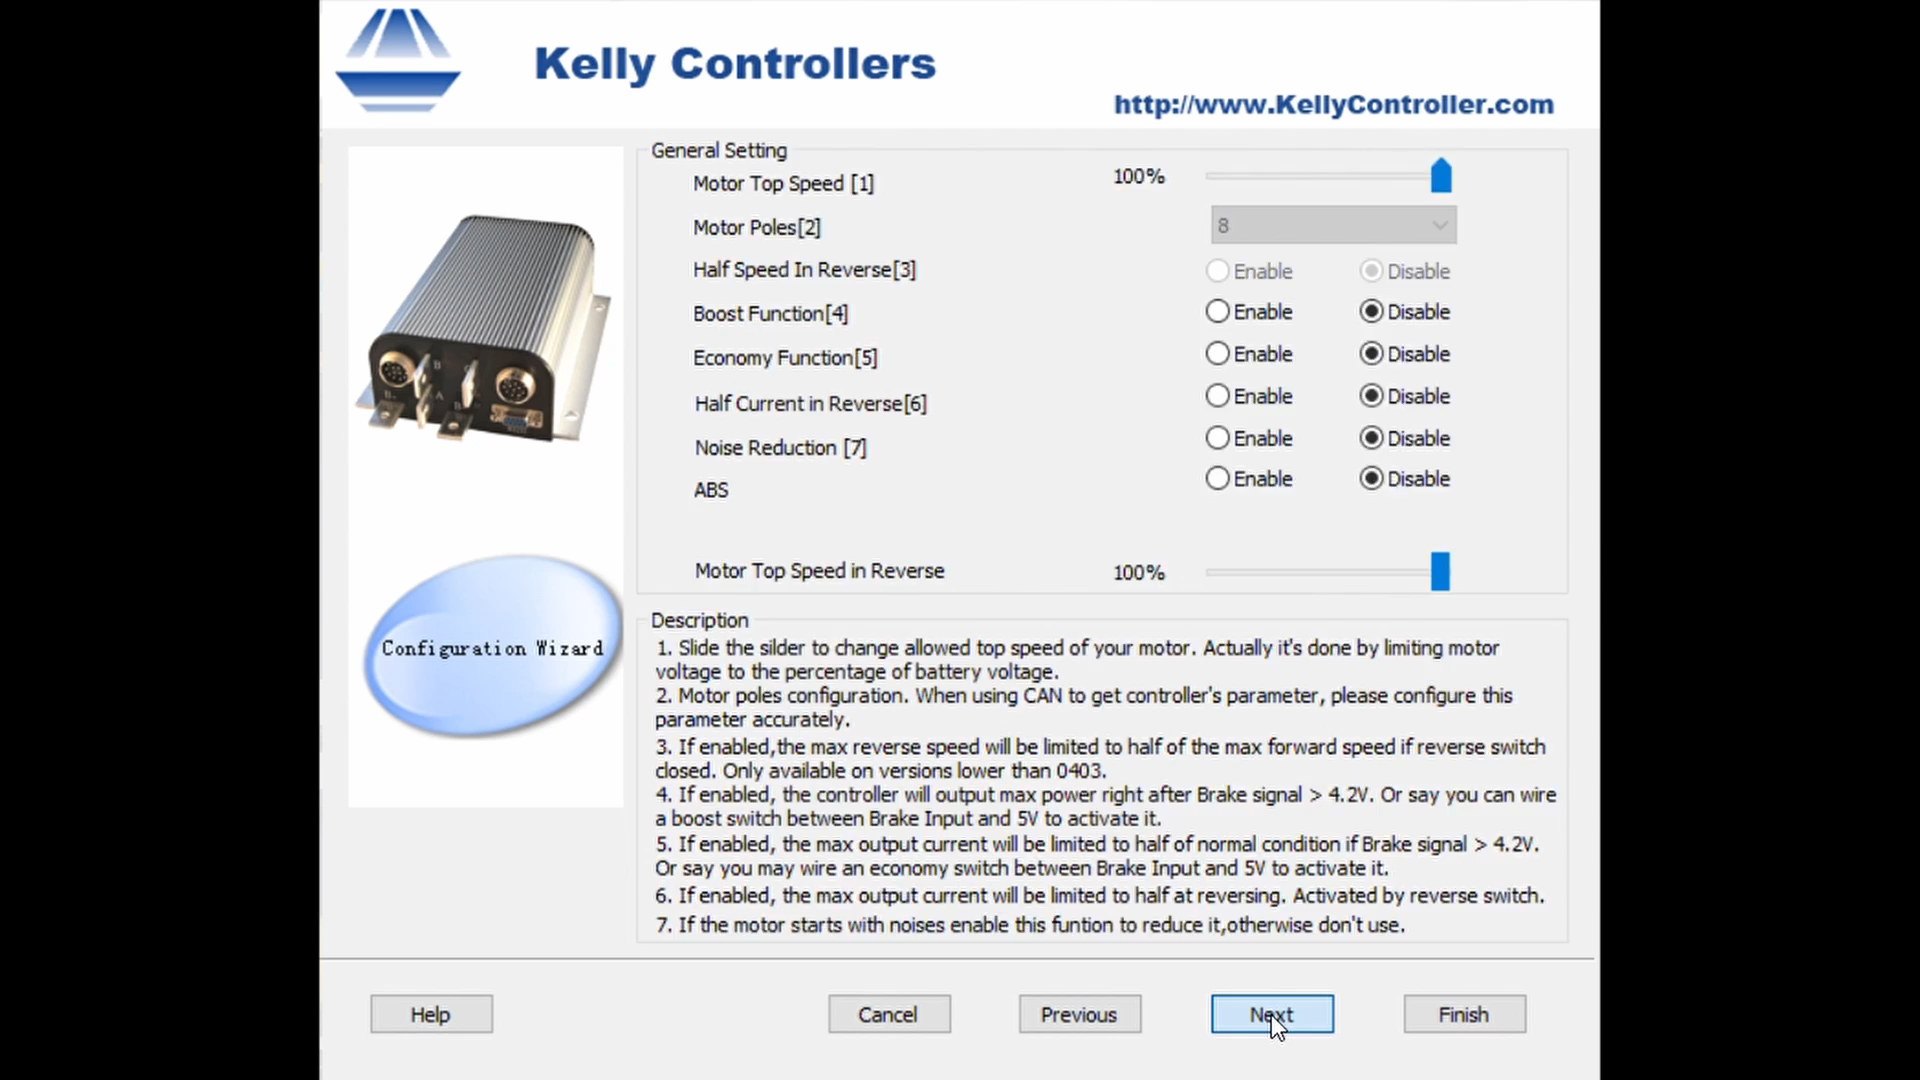 Kelly Controllers
http://www.KellyController.com
General Setting
Motor Top Speed [1] 100%
Motor Poles[2] 8
Half Speed In Reverse[3] Enable Disable
Boost Function[4] Enable Disable
Economy Function[5] Enable Disable
Half Current in Reverse[6] Enable Disable
Noise Reduction [7] Enable Disable
ABS Enable Disable
Motor Top Speed in Reverse 100%
Configuration Wizard
Description
1. Slide the silder to change allowed top speed of your motor. Actually it's done by limiting motor
voltage to the percentage of battery voltage.
2. Motor poles configuration. When using CAN to get controller's parameter, please configure this
parameter accurately.
3. If enabled,the max reverse speed will be limited to half of the max forward speed if reverse switch
closed. Only available on versions lower than 0403.
4. If enabled, the controller will output max power right after Brake signal > 4.2V. Or say you can wire
a boost switch between Brake Input and 5V to activate it.
5. If enabled, the max output current will be limited to half of normal condition if Brake signal > 4.2V.
Or say you may wire an economy switch between Brake Input and 5V to activate it.
6. If enabled, the max output current will be limited to half at reversing. Activated by reverse switch.
7. If the motor starts with noises enable this funtion to reduce it,otherwise don't use.
Help Cancel Previous Next Finish